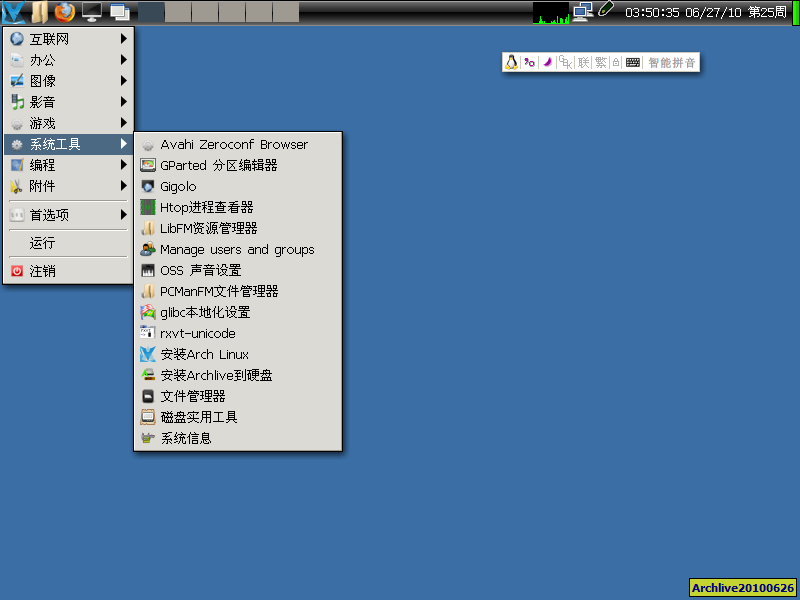 03:50:35 06/27/10 第25周
联 繁 智能拼音
互联网
办公
图像
影音
游戏
系统工具
编程
附件
首选项
运行
注销
Avahi Zeroconf Browser
GParted 分区编辑器
Gigolo
Htop进程查看器
LibFM资源管理器
Manage users and groups
OSS 声音设置
PCManFM文件管理器
glibc本地化设置
rxvt-unicode
安装Arch Linux
安装Archlive到硬盘
文件管理器
磁盘实用工具
系统信息
Archlive20100626